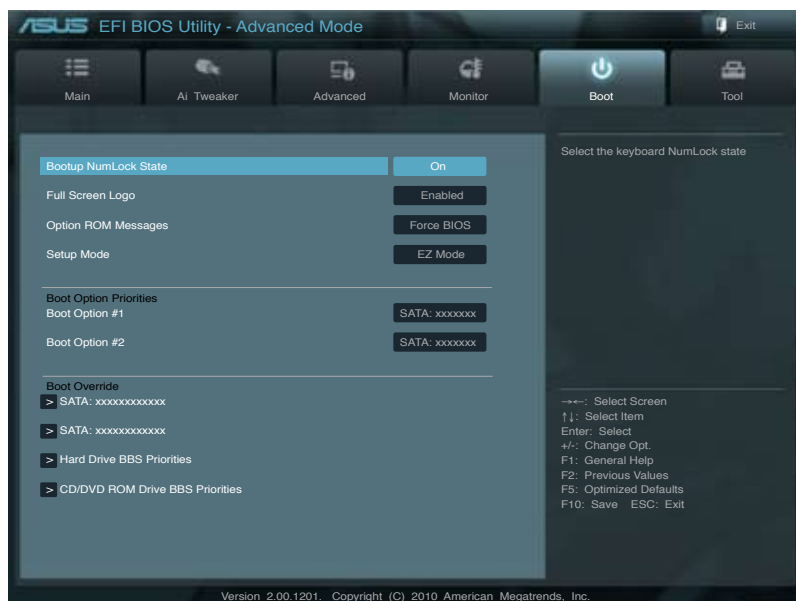 ASUS EFI BIOS Utility - Advanced Mode
Exit
Main
Ai Tweaker
Advanced
Monitor
Boot
Tool
Bootup NumLock State On
Full Screen Logo Enabled
Option ROM Messages Force BIOS
Setup Mode EZ Mode
Boot Option Priorities
Boot Option #1 SATA: xxxxxxx
Boot Option #2 SATA: xxxxxxx
Boot Override
> SATA: xxxxxxxxxxxx
> SATA: xxxxxxxxxxxx
> Hard Drive BBS Priorities
> CD/DVD ROM Drive BBS Priorities
Select the keyboard NumLock state
→←: Select Screen
↑↓: Select Item
Enter: Select
+/-: Change Opt.
F1: General Help
F2: Previous Values
F5: Optimized Defaults
F10: Save ESC: Exit
Version 2.00.1201. Copyright (C) 2010 American Megatrends, Inc.